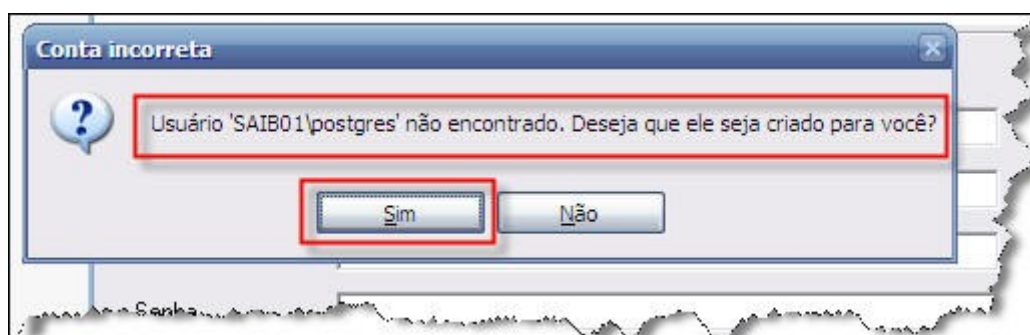 Conta incorreta
Usuário 'SAIB01\postgres' não encontrado. Deseja que ele seja criado para você?
Sim
Não
Senha